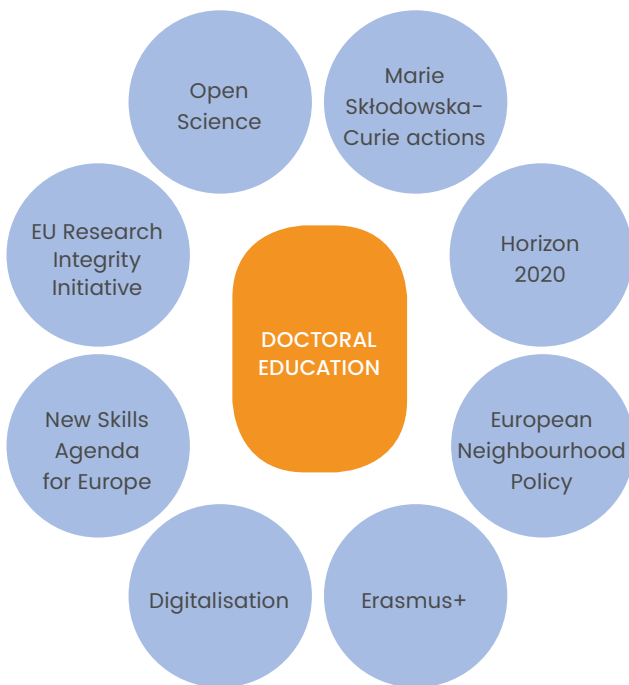 Open
Science
Marie
Skłodowska-
Curie actions
EU Research
Integrity
Initiative
Horizon
2020
DOCTORAL
EDUCATION
New Skills
Agenda
for Europe
European
Neighbourhood
Policy
Digitalisation
Erasmus+